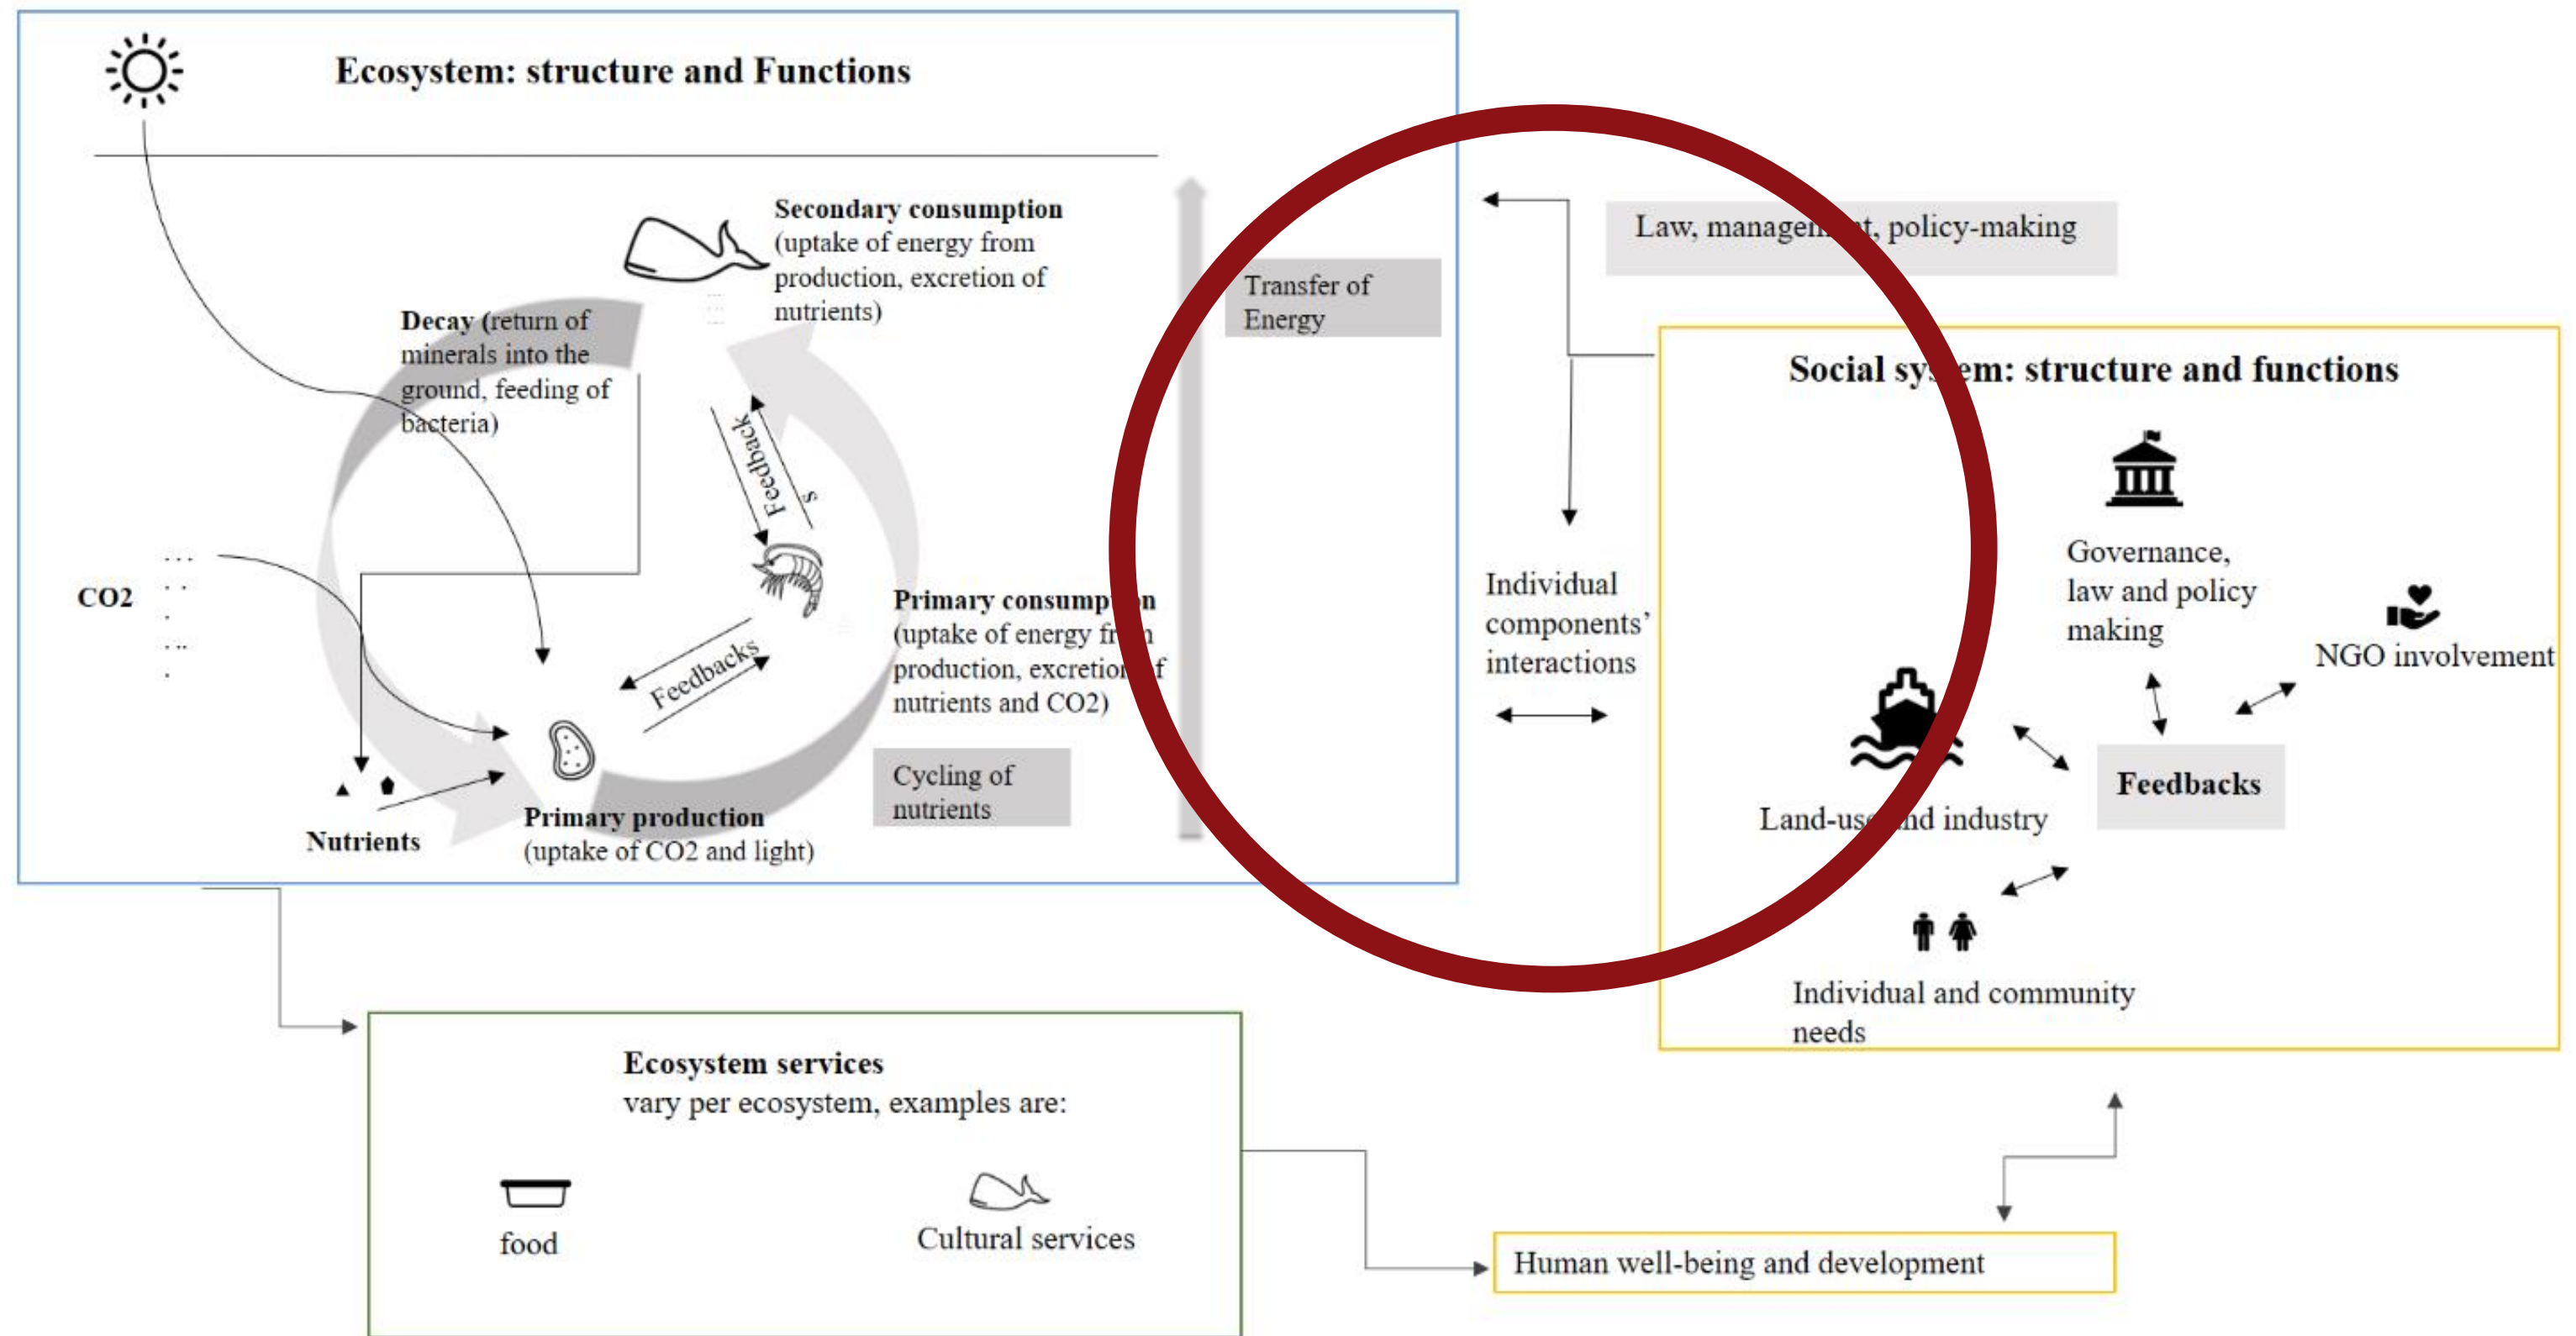 Ecosystem: structure and Functions
Secondary consumption
(uptake of energy from
production, excretion of
nutrients)
Decay (return of
minerals into the
ground, feeding of
bacteria)
Feedback
s
CO2
Primary consumption
(uptake of energy from
production, excretion of
nutrients and CO2)
Feedbacks
Cycling of
nutrients
Nutrients
Primary production
(uptake of CO2 and light)
Transfer of
Energy
Law, management, policy-making
Individual
components'
interactions
Social system: structure and functions
Governance,
law and policy
making
NGO involvement
Land-use and industry
Feedbacks
Individual and community
needs
Ecosystem services
vary per ecosystem, examples are:
food
Cultural services
Human well-being and development